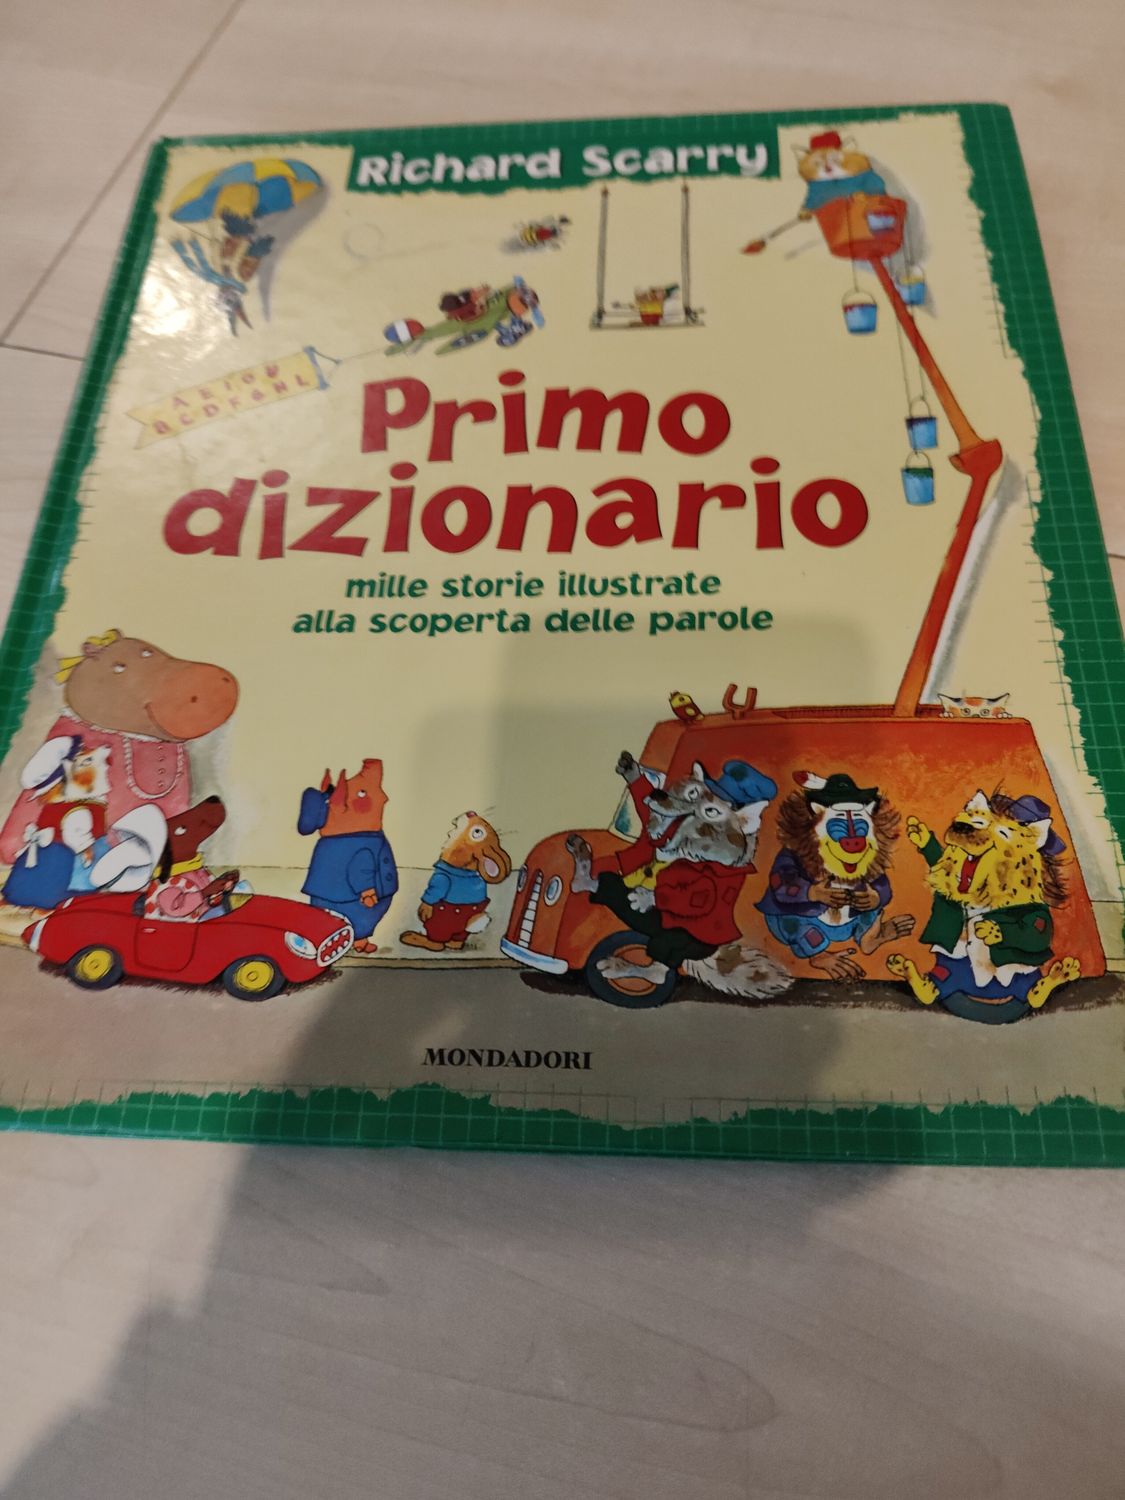 Richard Scarry
A E I O U
B C D F G H L
Primo
dizionario
mille storie illustrate
alla scoperta delle parole
MONDADORI